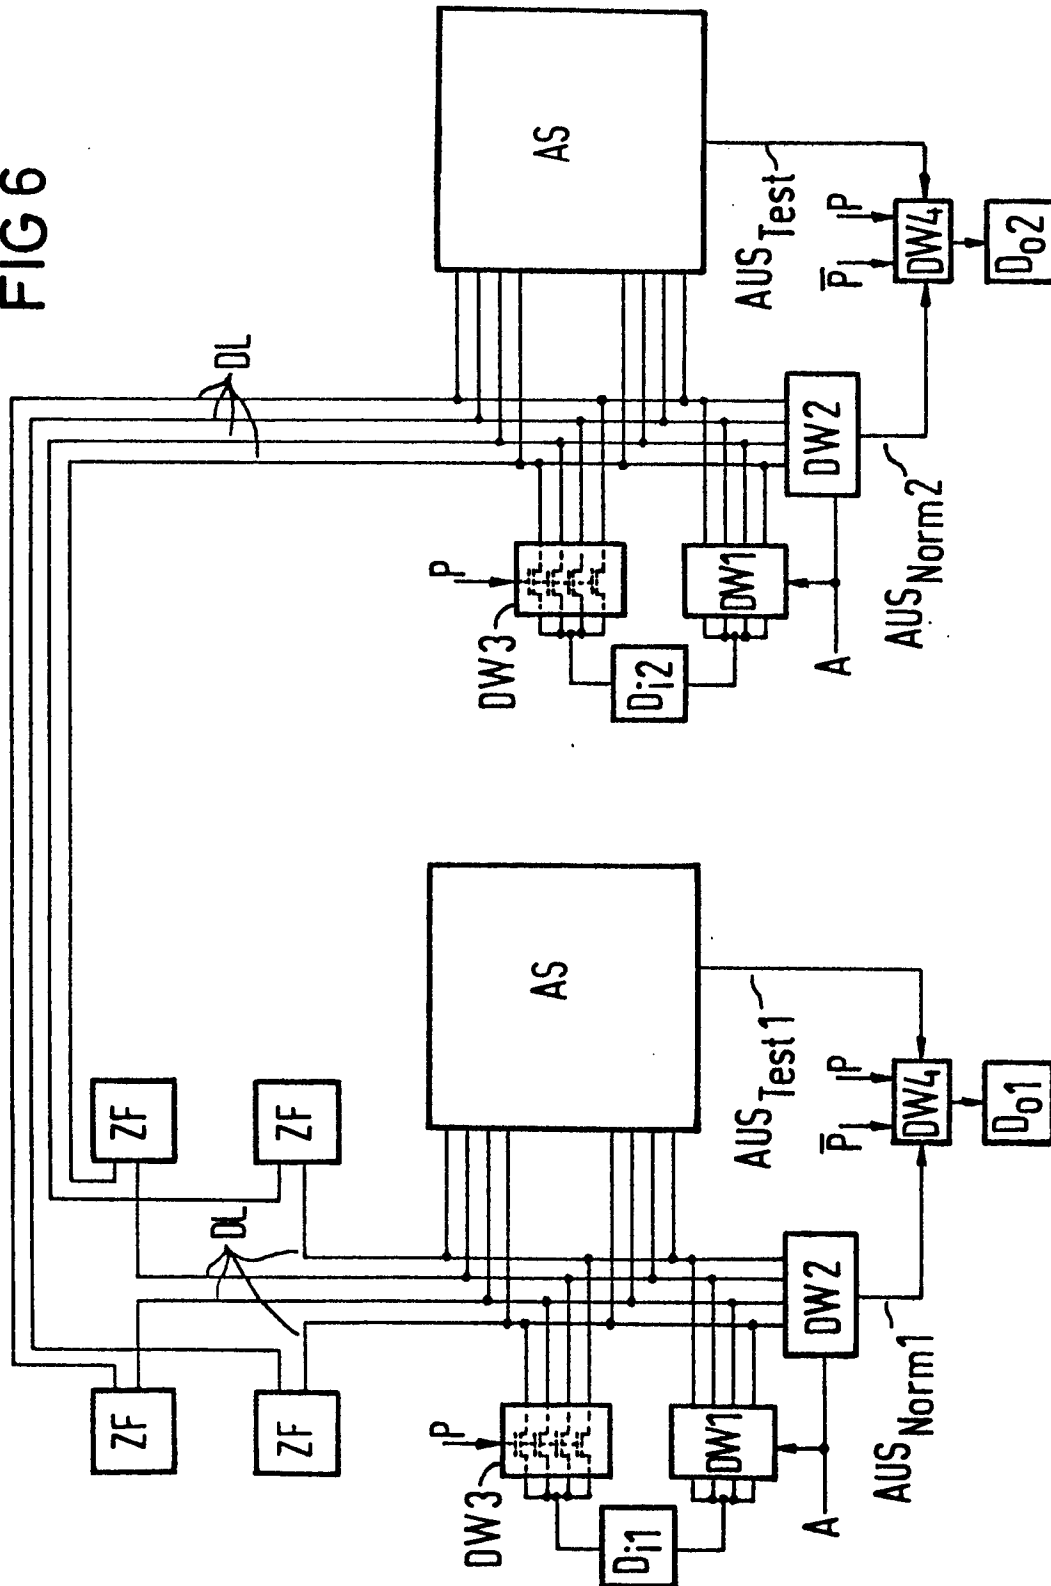 FIG 6
ZF
ZF
DL
DW3
P
AS
Di1
DW1
A
DW2
AUSNorm1
AUSTest1
P̅
P
DW4
Do1
ZF
ZF
DL
DW3
P
AS
Di2
DW1
A
DW2
AUSNorm2
AUSTest
P̅
P
DW4
Do2